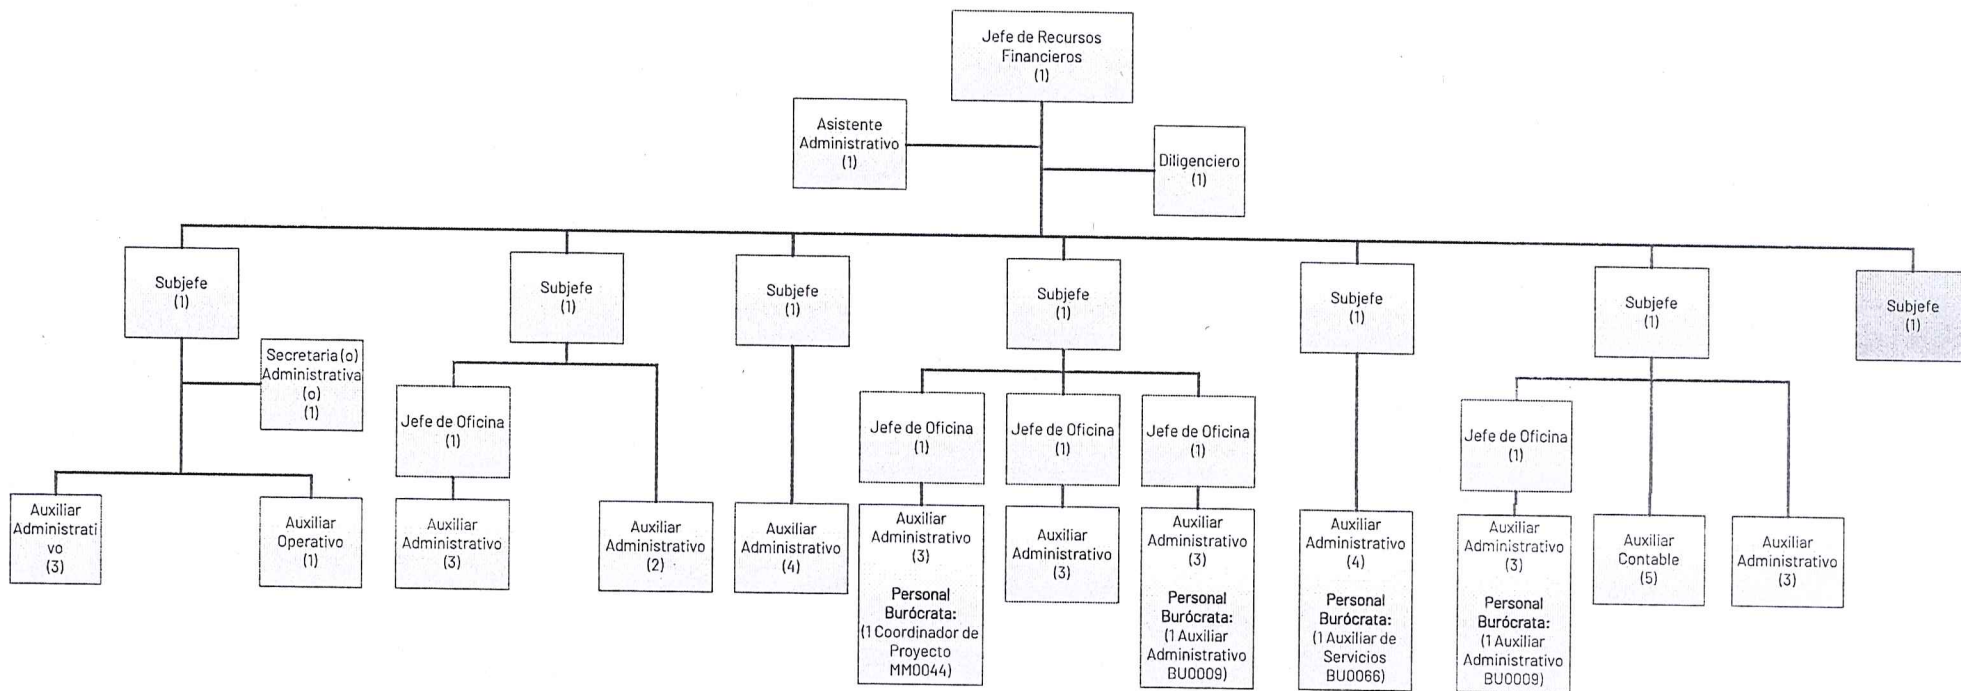 Jefe de Recursos
Financieros
(1)
Asistente
Administrativo
(1)
Diligenciero
(1)
Subjefe
(1)
Subjefe
(1)
Subjefe
(1)
Subjefe
(1)
Subjefe
(1)
Subjefe
(1)
Subjefe
(1)
Secretaria (o)
Administrativa
(o)
(1)
Jefe de Oficina
(1)
Jefe de Oficina
(1)
Jefe de Oficina
(1)
Jefe de Oficina
(1)
Jefe de Oficina
(1)
Auxiliar
Administrati
vo
(3)
Auxiliar
Operativo
(1)
Auxiliar
Administrativo
(3)
Auxiliar
Administrativo
(2)
Auxiliar
Administrativo
(4)
Auxiliar
Administrativo
(3)
Personal
Burócrata:
(1 Coordinador de
Proyecto
MM0044)
Auxiliar
Administrativo
(3)
Auxiliar
Administrativo
(3)
Personal
Burócrata:
(1 Auxiliar
Administrativo
BU0009)
Auxiliar
Administrativo
(4)
Personal
Burócrata:
(1 Auxiliar de
Servicios
BU0066)
Auxiliar
Administrativo
(3)
Personal
Burócrata:
(1 Auxiliar
Administrativo
BU0009)
Auxiliar
Contable
(5)
Auxiliar
Administrativo
(3)